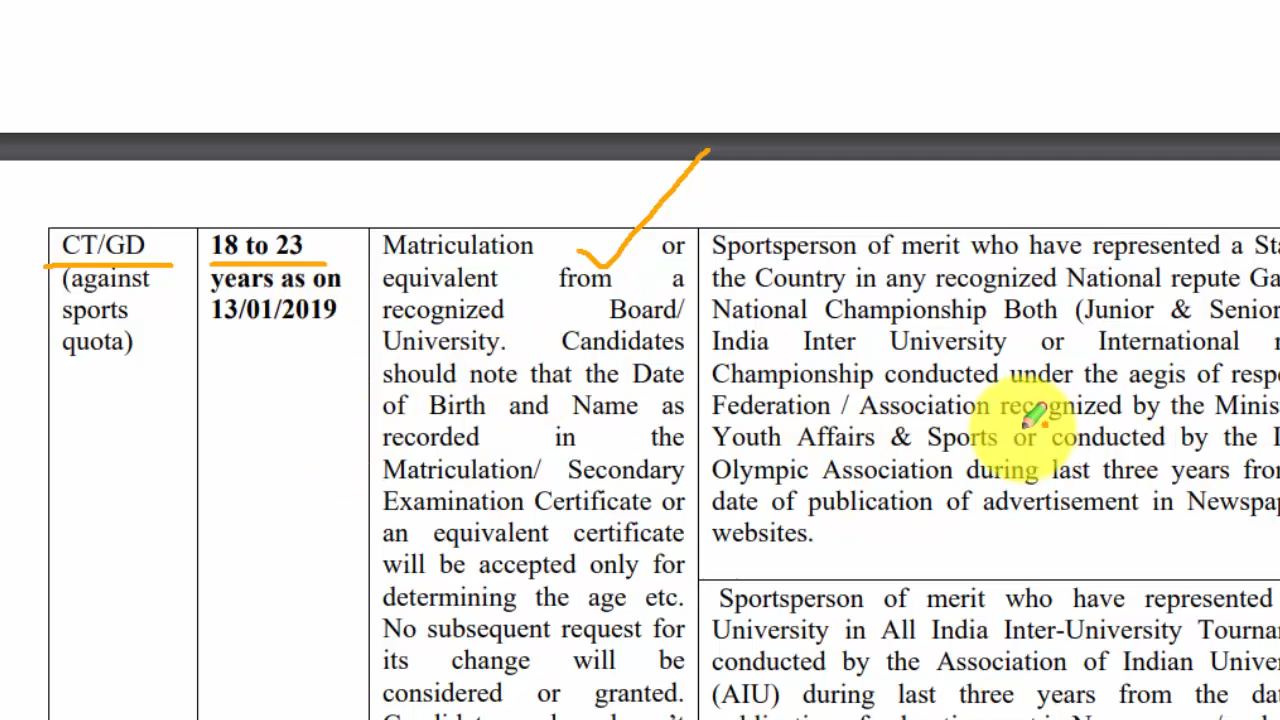 CT/GD
(against
sports
quota)
18 to 23
years as on
13/01/2019
Matriculation or
equivalent from a
recognized Board/
University. Candidates
should note that the Date
of Birth and Name as
recorded in the
Matriculation/ Secondary
Examination Certificate or
an equivalent certificate
will be accepted only for
determining the age etc.
No subsequent request for
its change will be
considered or granted.
Sportsperson of merit who have represented a
the Country in any recognized National repute
National Championship Both (Junior & Senior
India Inter University or International
Championship conducted under the aegis of
Federation / Association recognized by the
Youth Affairs & Sports or conducted by the
Olympic Association during last three years
date of publication of advertisement in
websites.
Sportsperson of merit who have represented
University in All India Inter-University
conducted by the Association of Indian
(AIU) during last three years from the